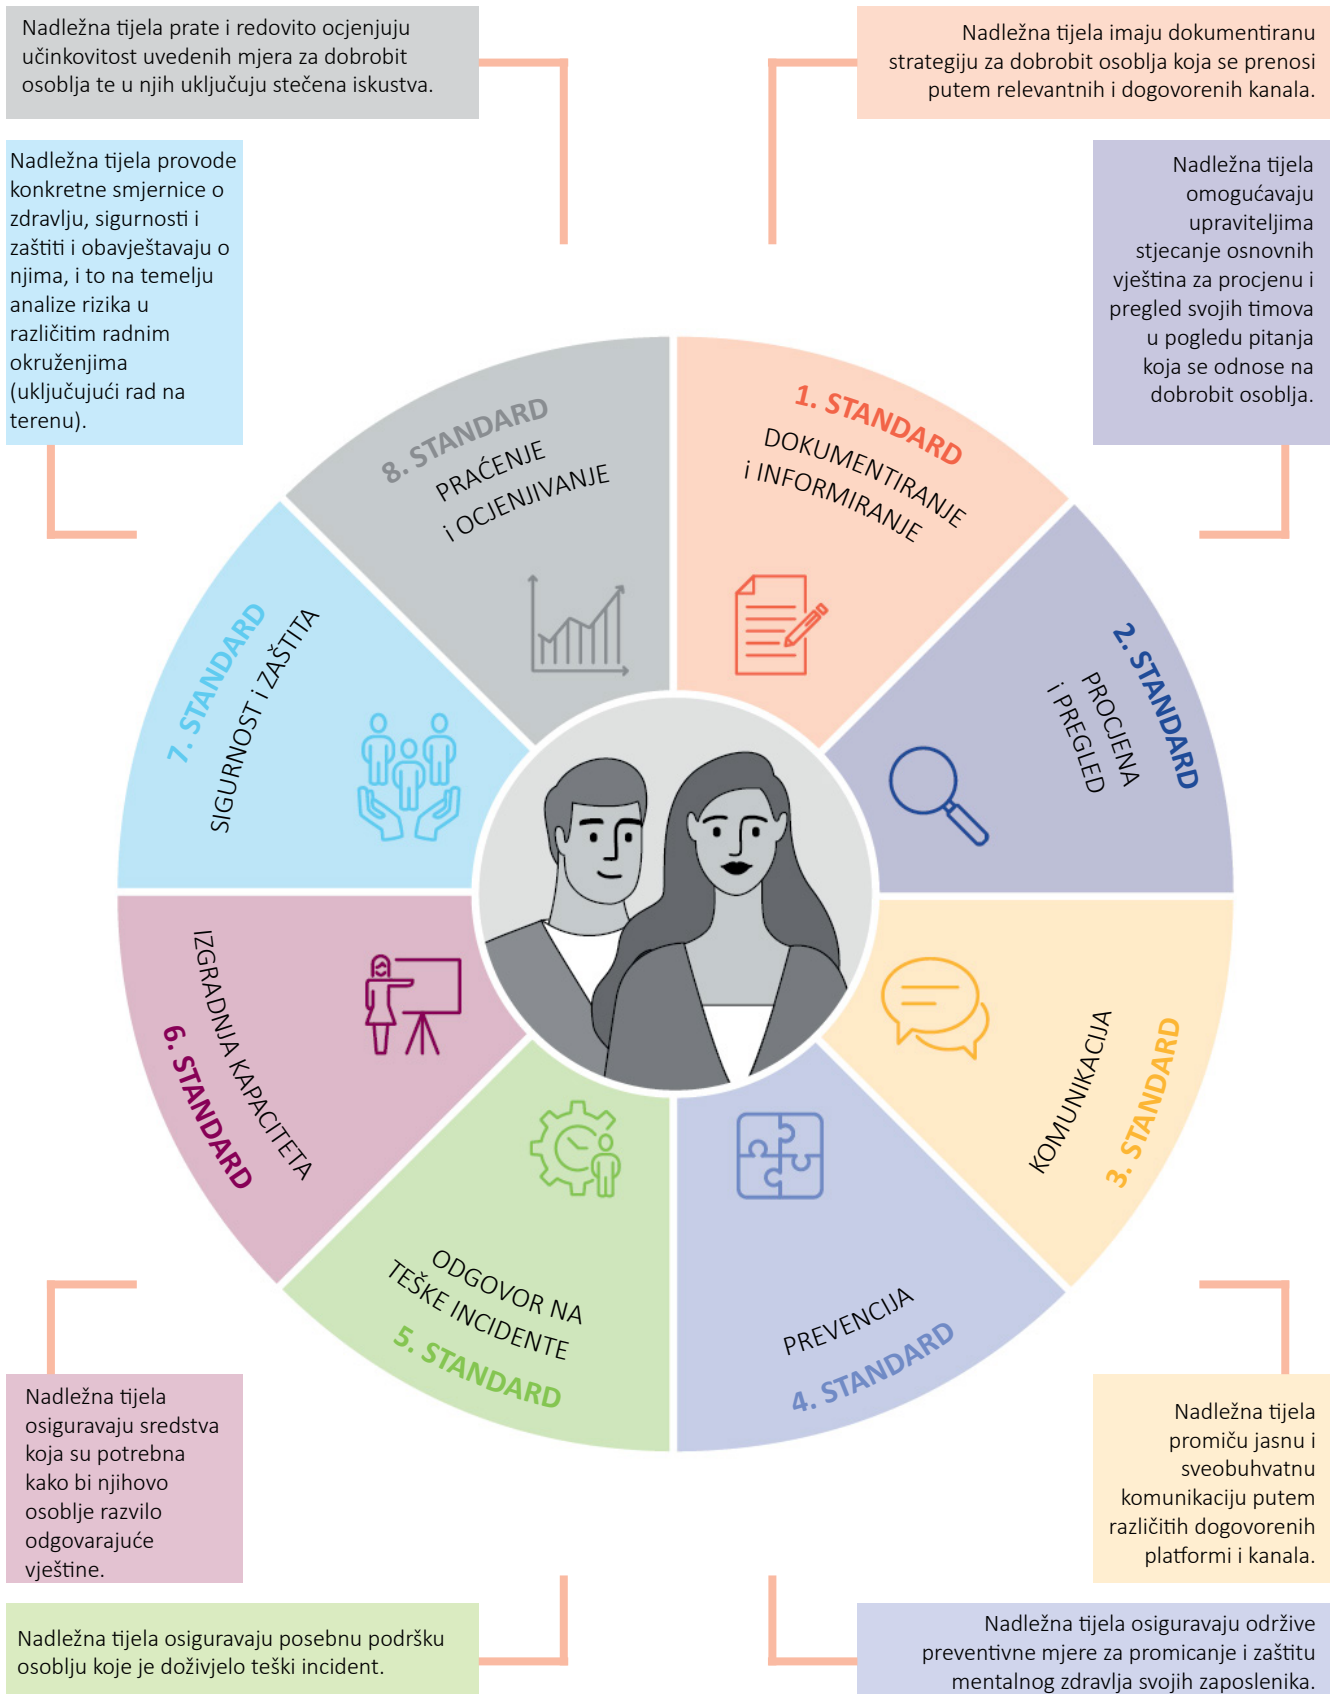 Nadležna tijela prate i redovito ocjenjuju
učinkovitost uvedenih mjera za dobrobit
osoblja te u njih uključuju stečena iskustva.
Nadležna tijela imaju dokumentiranu
strategiju za dobrobit osoblja koja se prenosi
putem relevantnih i dogovorenih kanala.
Nadležna tijela provode
konkretne smjernice o
zdravlju, sigurnosti i
zaštiti i obavještavaju o
njima, i to na temelju
analize rizika u
različitim radnim
okruženjima
(uključujući rad na
terenu).
Nadležna tijela
omogućavaju
upraviteljima
stjecanje osnovnih
vještina za procjenu i
pregled svojih timova
u pogledu pitanja
koja se odnose na
dobrobit osoblja.
1. STANDARD
DOKUMENTIRANJE
i INFORMIRANJE
2. STANDARD
PROCJENA
i PREGLED
3. STANDARD
KOMUNIKACIJA
PREVENCIJA
4. STANDARD
ODGOVOR NA
TEŠKE INCIDENTE
5. STANDARD
IZGRADNJA KAPACITETA
6. STANDARD
7. STANDARD
SIGURNOST i ZAŠTITA
8. STANDARD
PRAĆENJE
i OCJENJIVANJE
Nadležna tijela
osiguravaju sredstva
koja su potrebna
kako bi njihovo
osoblje razvilo
odgovarajuće
vještine.
Nadležna tijela
promiču jasnu i
sveobuhvatnu
komunikaciju putem
različitih dogovorenih
platformi i kanala.
Nadležna tijela osiguravaju posebnu podršku
osoblju koje je doživjelo teški incident.
Nadležna tijela osiguravaju održive
preventivne mjere za promicanje i zaštitu
mentalnog zdravlja svojih zaposlenika.